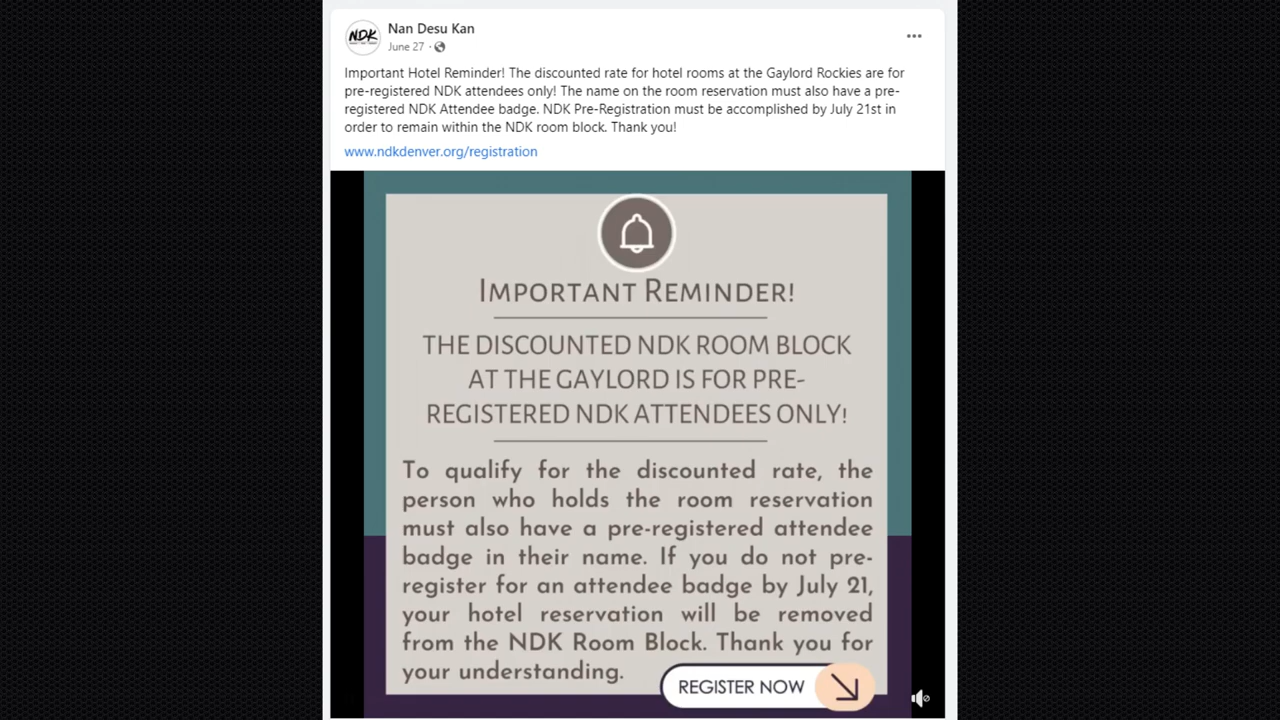 NDK
Nan Desu Kan
June 27 ·
Important Hotel Reminder! The discounted rate for hotel rooms at the Gaylord Rockies are for
pre-registered NDK attendees only! The name on the room reservation must also have a pre-
registered NDK Attendee badge. NDK Pre-Registration must be accomplished by July 21st in
order to remain within the NDK room block. Thank you!
www.ndkdenver.org/registration
IMPORTANT REMINDER!
THE DISCOUNTED NDK ROOM BLOCK
AT THE GAYLORD IS FOR PRE-
REGISTERED NDK ATTENDEES ONLY!
To qualify for the discounted rate, the
person who holds the room reservation
must also have a pre-registered attendee
badge in their name. If you do not pre-
register for an attendee badge by July 21,
your hotel reservation will be removed
from the NDK Room Block. Thank you for
your understanding.
REGISTER NOW